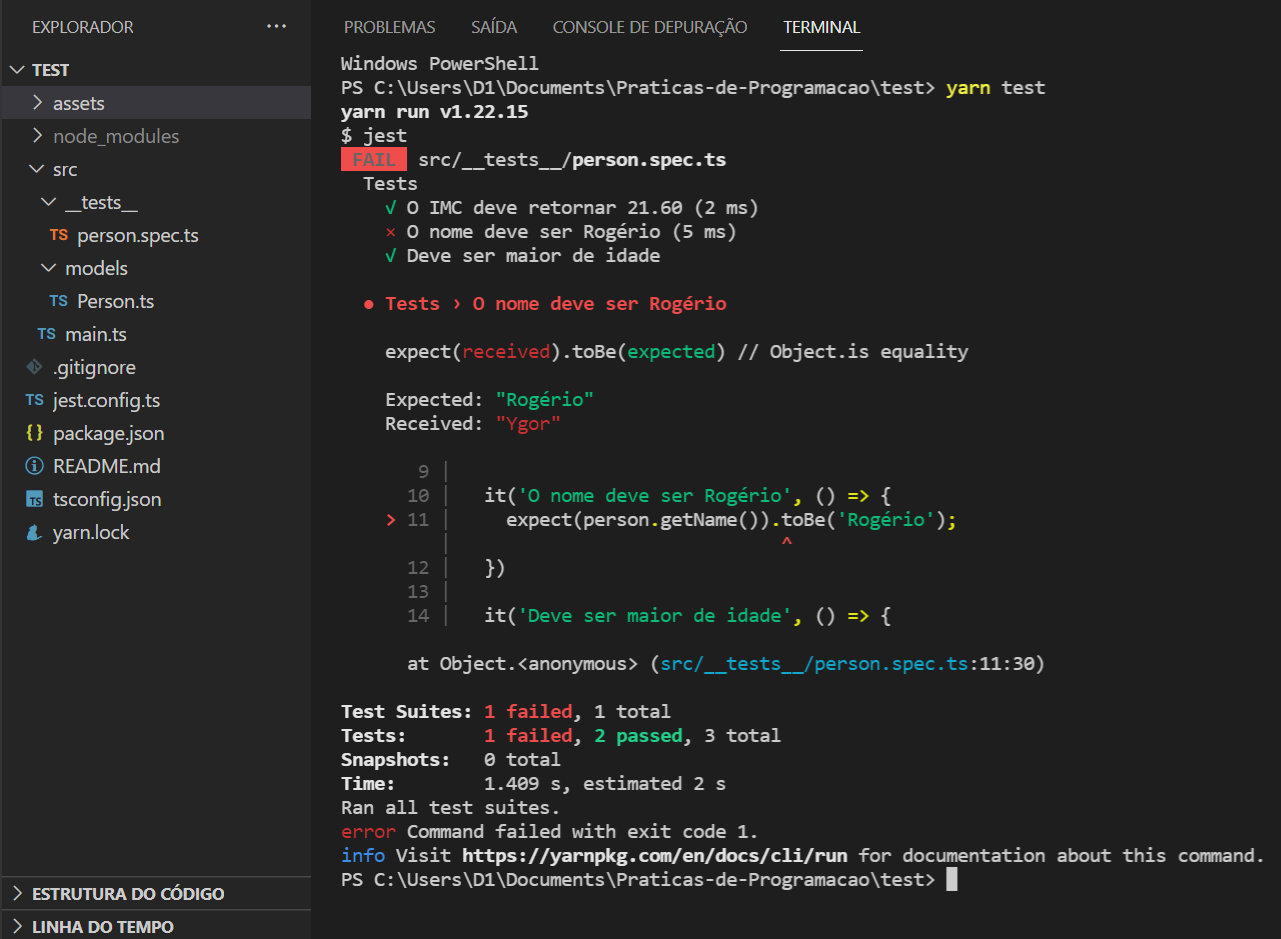 EXPLORADOR
TEST
assets
node_modules
src
__tests__
TS person.spec.ts
models
TS Person.ts
TS main.ts
.gitignore
TS jest.config.ts
{} package.json
README.md
TS tsconfig.json
yarn.lock
ESTRUTURA DO CÓDIGO
LINHA DO TEMPO
PROBLEMAS SAÍDA CONSOLE DE DEPURAÇÃO TERMINAL
Windows PowerShell
PS C:\Users\D1\Documents\Praticas-de-Programacao\test> yarn test
yarn run v1.22.15
$ jest
FAIL src/__tests__/person.spec.ts
Tests
√ O IMC deve retornar 21.60 (2 ms)
× O nome deve ser Rogério (5 ms)
√ Deve ser maior de idade
● Tests › O nome deve ser Rogério
expect(received).toBe(expected) // Object.is equality
Expected: "Rogério"
Received: "Ygor"
9 |
10 | it('O nome deve ser Rogério', () => {
> 11 | expect(person.getName()).toBe('Rogério');
| ^
12 | })
13 |
14 | it('Deve ser maior de idade', () => {
at Object.<anonymous> (src/__tests__/person.spec.ts:11:30)
Test Suites: 1 failed, 1 total
Tests: 1 failed, 2 passed, 3 total
Snapshots: 0 total
Time: 1.409 s, estimated 2 s
Ran all test suites.
error Command failed with exit code 1.
info Visit https://yarnpkg.com/en/docs/cli/run for documentation about this command.
PS C:\Users\D1\Documents\Praticas-de-Programacao\test>